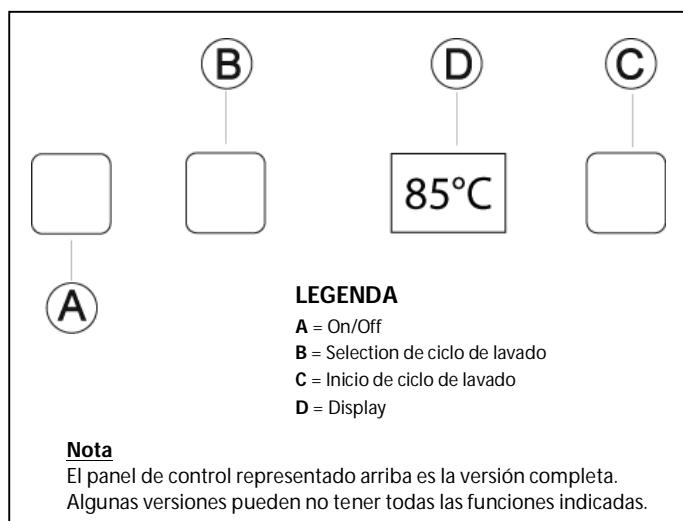 B
D
C
85°C
A
LEGENDA
A = On/Off
B = Selection de ciclo de lavado
C = Inicio de ciclo de lavado
D = Display
Nota
El panel de control representado arriba es la versión completa.
Algunas versiones pueden no tener todas las funciones indicadas.